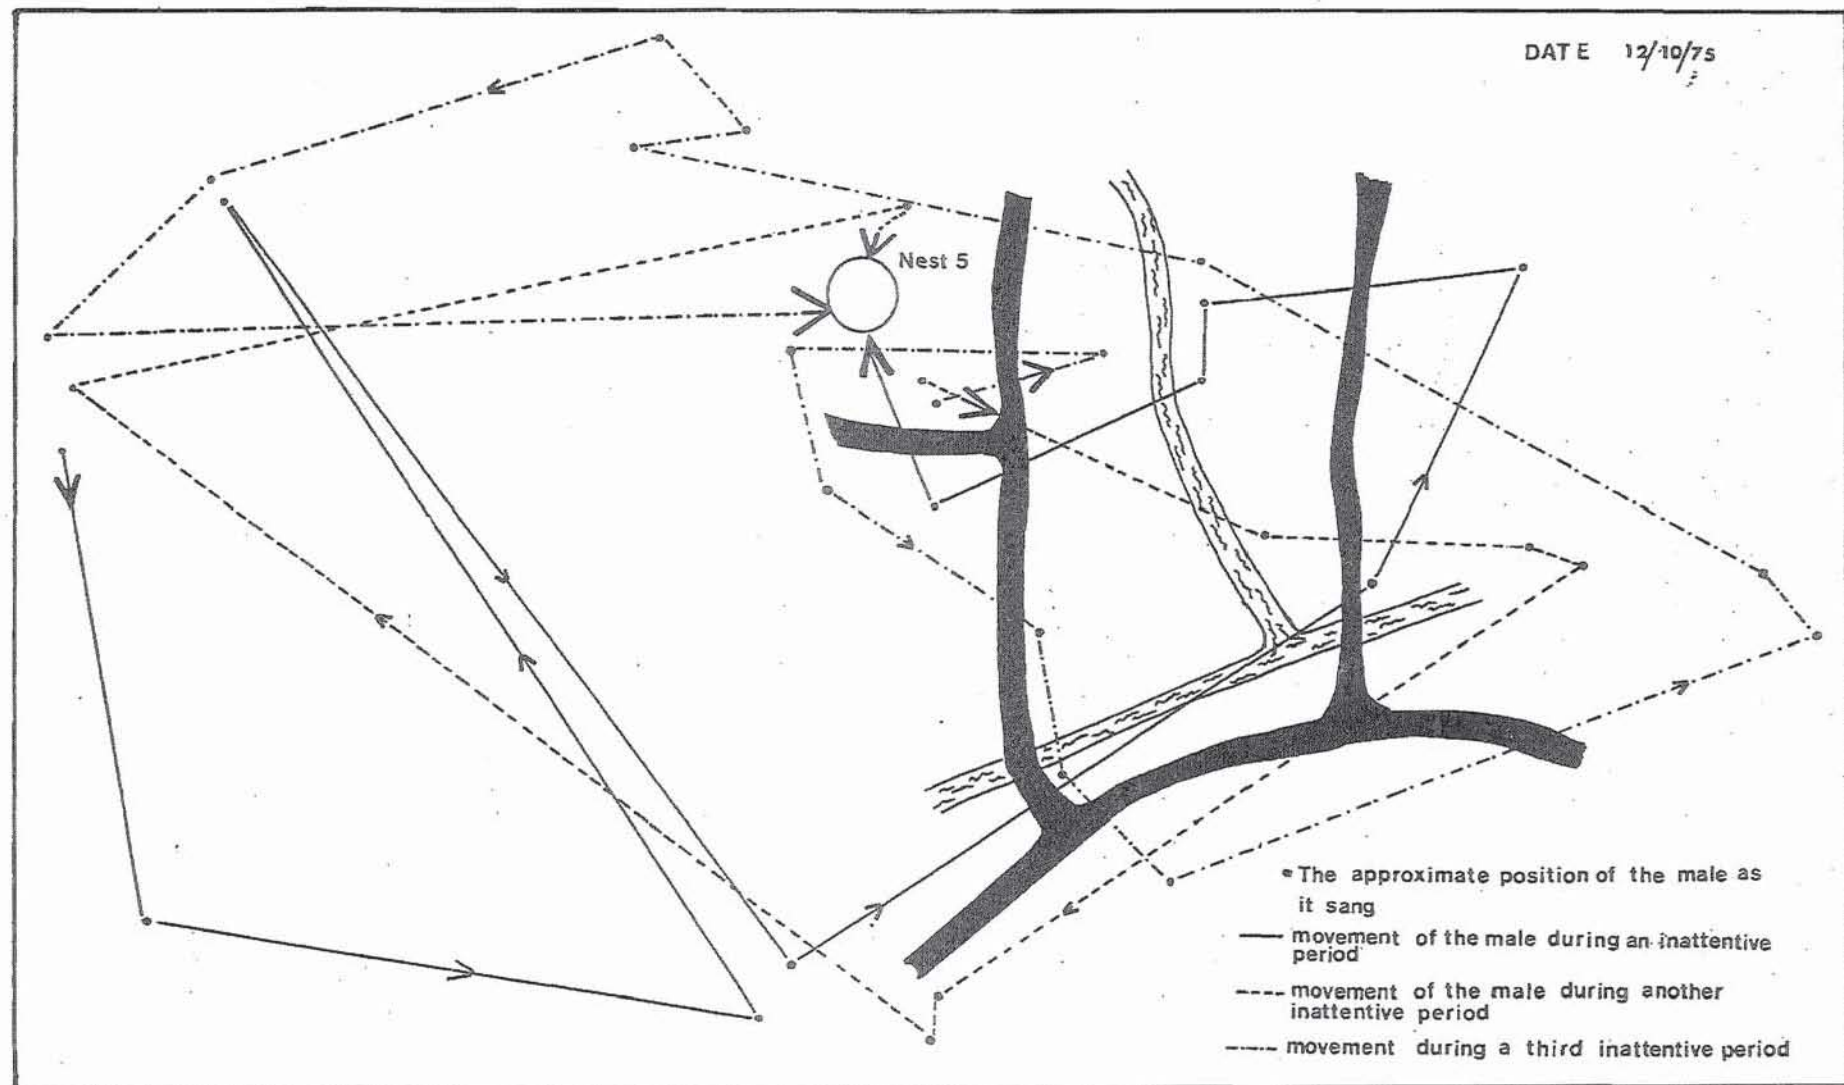 DATE 12/10/75
Nest 5
The approximate position of the male as
it sang
movement of the male during an inattentive
period
movement of the male during another
inattentive period
movement during a third inattentive period